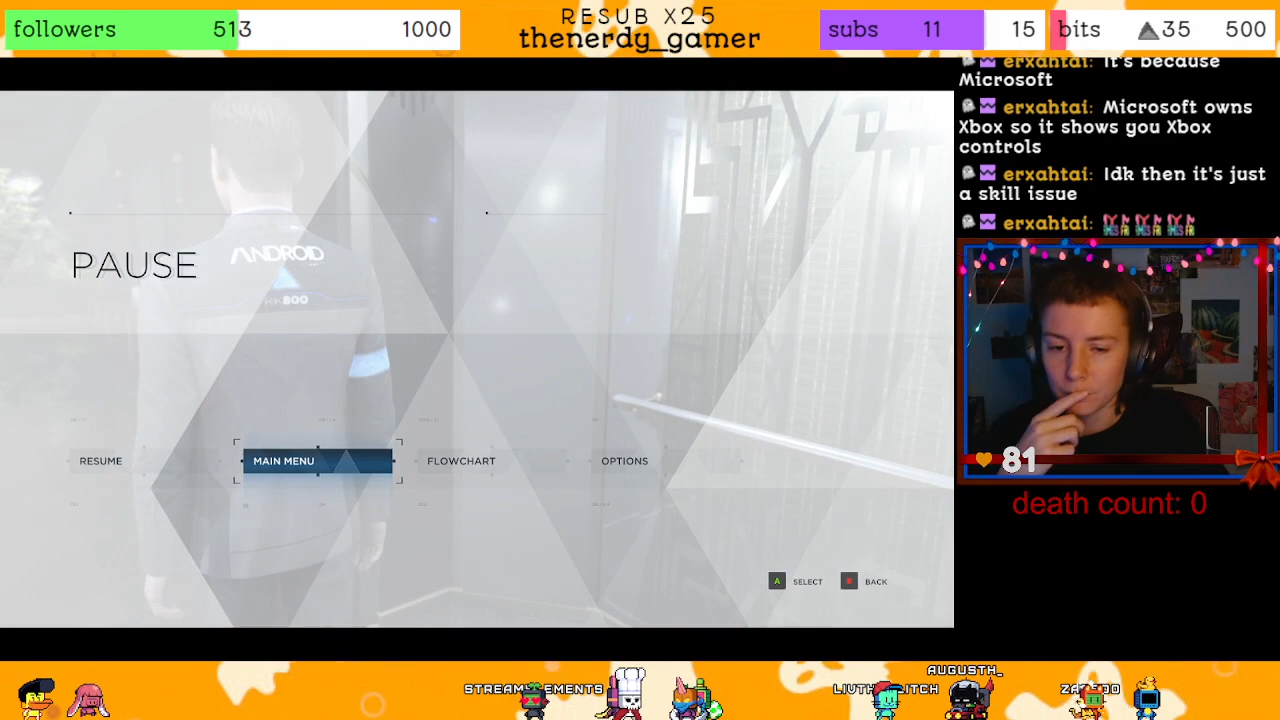 followers 513 1000
RESUB X25
thenerdy_gamer
subs 11 15
bits 35 500
erxahtai: It's because
Microsoft
erxahtai: Microsoft owns
Xbox so it shows you Xbox
controls
erxahtai: Idk then it's just
a skill issue
erxahtai:
ANDROID
RK800
PAUSE
RESUME
MAIN MENU
FLOWCHART
OPTIONS
A SELECT
BACK
81
death count: 0
AUGUSTH_